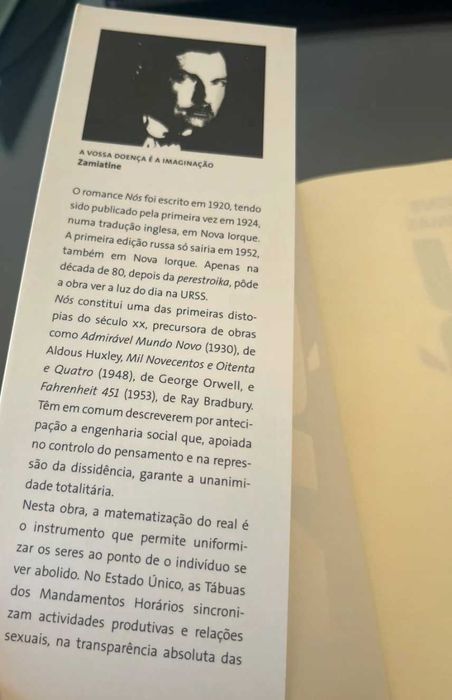 A VOSSA DOENÇA É A IMAGINAÇÃO
Zamiatine
O romance Nós foi escrito em 1920, tendo
sido publicado pela primeira vez em 1924,
numa tradução inglesa, em Nova Iorque.
A primeira edição russa só sairia em 1952,
também em Nova Iorque. Apenas na
década de 80, depois da perestroika, pôde
a obra ver a luz do dia na URSS.
Nós constitui uma das primeiras disto-
pias do século XX, precursora de obras
como Admirável Mundo Novo (1930), de
Aldous Huxley, Mil Novecentos e Oitenta
e Quatro (1948), de George Orwell, e
Fahrenheit 451 (1953), de Ray Bradbury.
Têm em comum descreverem por anteci-
pação a engenharia social que, apoiada
no controlo do pensamento e na repres-
são da dissidência, garante a unanimi-
dade totalitária.
Nesta obra, a matematização do real é
o instrumento que permite uniformi-
zar os seres ao ponto de o indivíduo se
ver abolido. No Estado Único, as Tábuas
dos Mandamentos Horários sincroni-
zam actividades produtivas e relações
sexuais, na transparência absoluta das